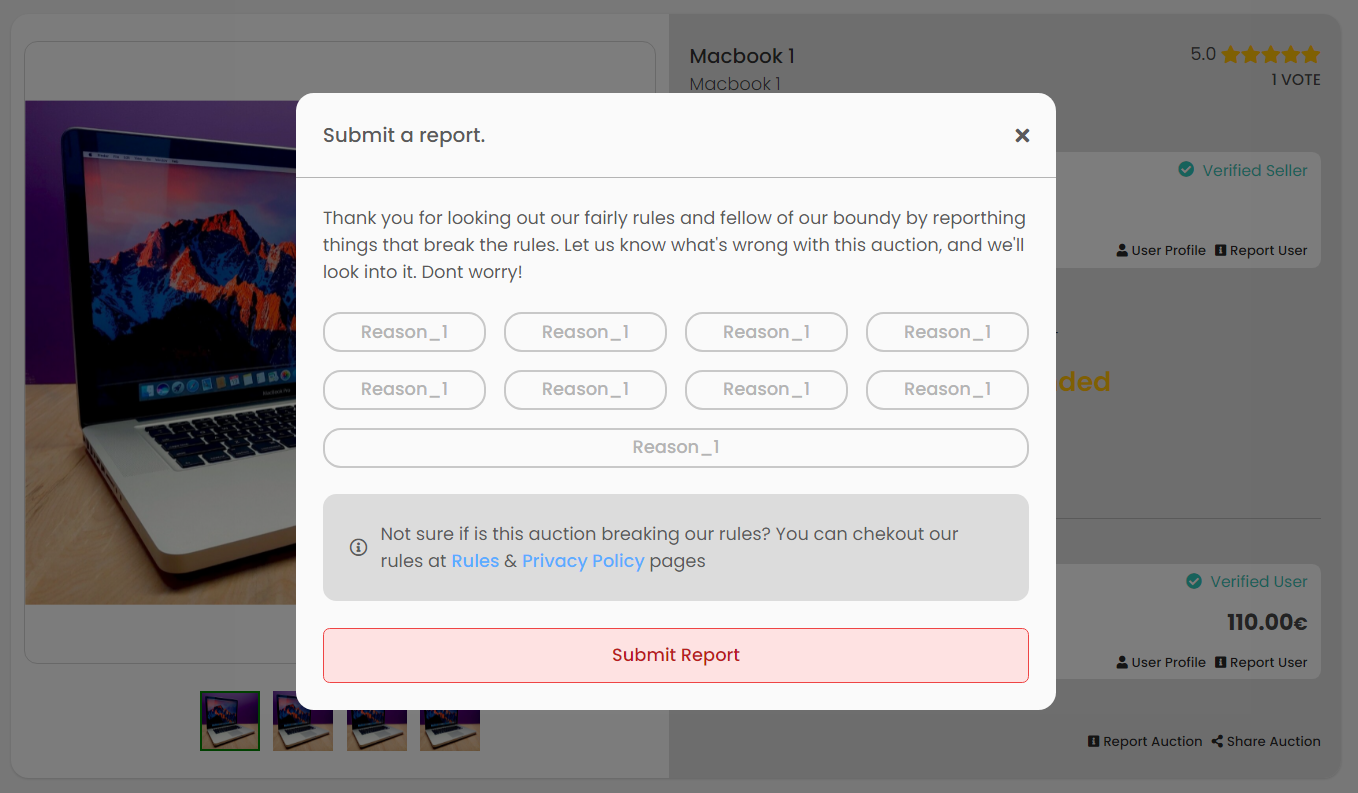 Macbook 1
5.0
Macbook 1
1 VOTE
Submit a report.
Verified Seller
Thank you for looking out our fairly rules and fellow of our boundy by reporthing
things that break the rules. Let us know what's wrong with this auction, and we'll
look into it. Dont worry!
User Profile Report User
Reason_1 Reason_1 Reason_1 Reason_1
Reason_1 Reason_1 Reason_1 Reason_1
ded
Reason_1
Not sure if is this auction breaking our rules? You can chekout our
rules at Rules & Privacy Policy pages
Verified User
110.00€
Submit Report
User Profile Report User
Report Auction Share Auction